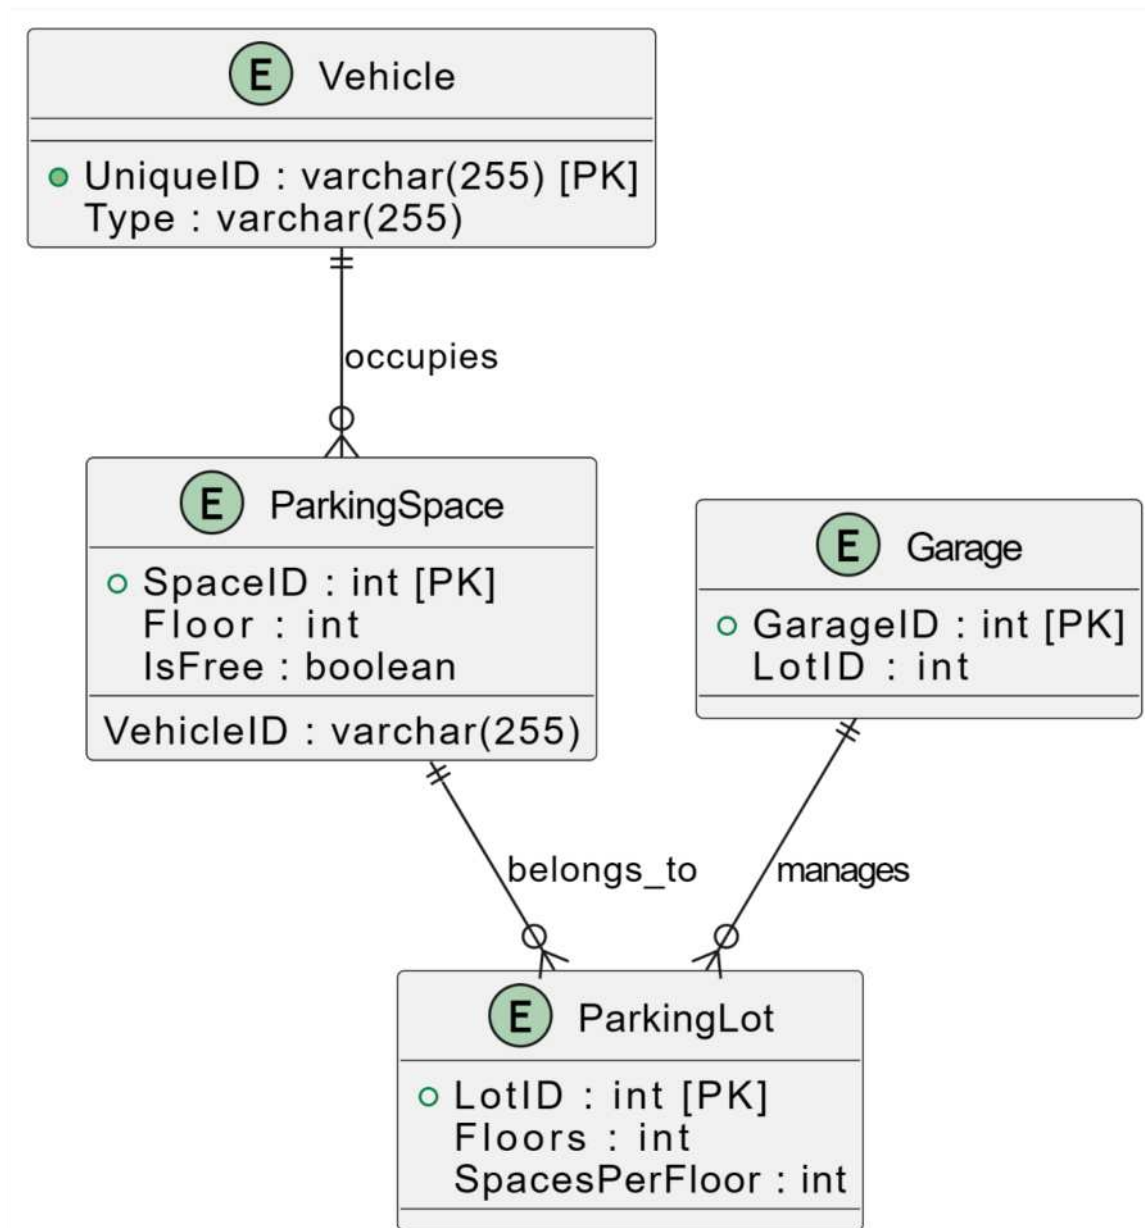 E Vehicle
UniqueID : varchar(255) [PK]
Type : varchar(255)
occupies
E ParkingSpace
SpaceID : int [PK]
Floor : int
IsFree : boolean
VehicleID : varchar(255)
E Garage
GarageID : int [PK]
LotID : int
belongs_to
manages
E ParkingLot
LotID : int [PK]
Floors : int
SpacesPerFloor : int